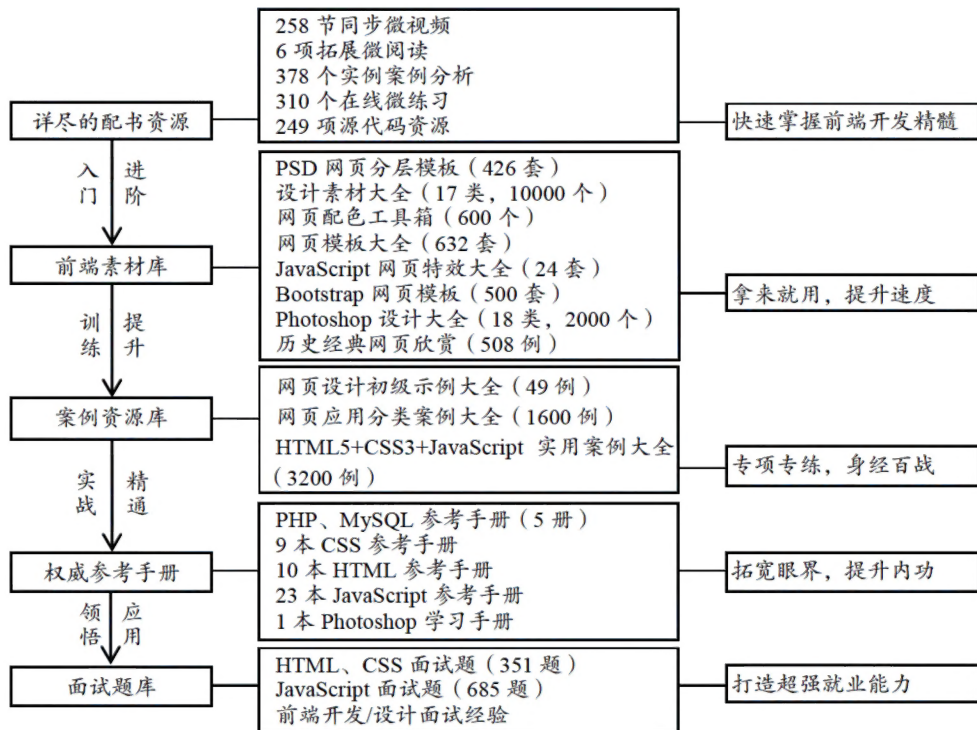 258 节同步微视频
6 项拓展微阅读
378 个实例案例分析
310 个在线微练习
249 项源代码资源
详尽的配书资源
快速掌握前端开发精髓
入门
进阶
PSD 网页分层模板（426 套）
设计素材大全（17 类，10000 个）
网页配色工具箱（600 个）
网页模板大全（632 套）
JavaScript 网页特效大全（24 套）
Bootstrap 网页模板（500 套）
Photoshop 设计大全（18 类，2000 个）
历史经典网页欣赏（508 例）
前端素材库
拿来就用，提升速度
训练
提升
网页设计初级示例大全（49 例）
网页应用分类案例大全（1600 例）
HTML5+CSS3+JavaScript 实用案例大全
（3200 例）
案例资源库
专项专练，身经百战
实战
精通
PHP、MySQL 参考手册（5 册）
9 本 CSS 参考手册
10 本 HTML 参考手册
23 本 JavaScript 参考手册
1 本 Photoshop 学习手册
权威参考手册
拓宽眼界，提升内功
领悟
应用
HTML、CSS 面试题（351 题）
JavaScript 面试题（685 题）
前端开发/设计面试经验
面试题库
打造超强就业能力